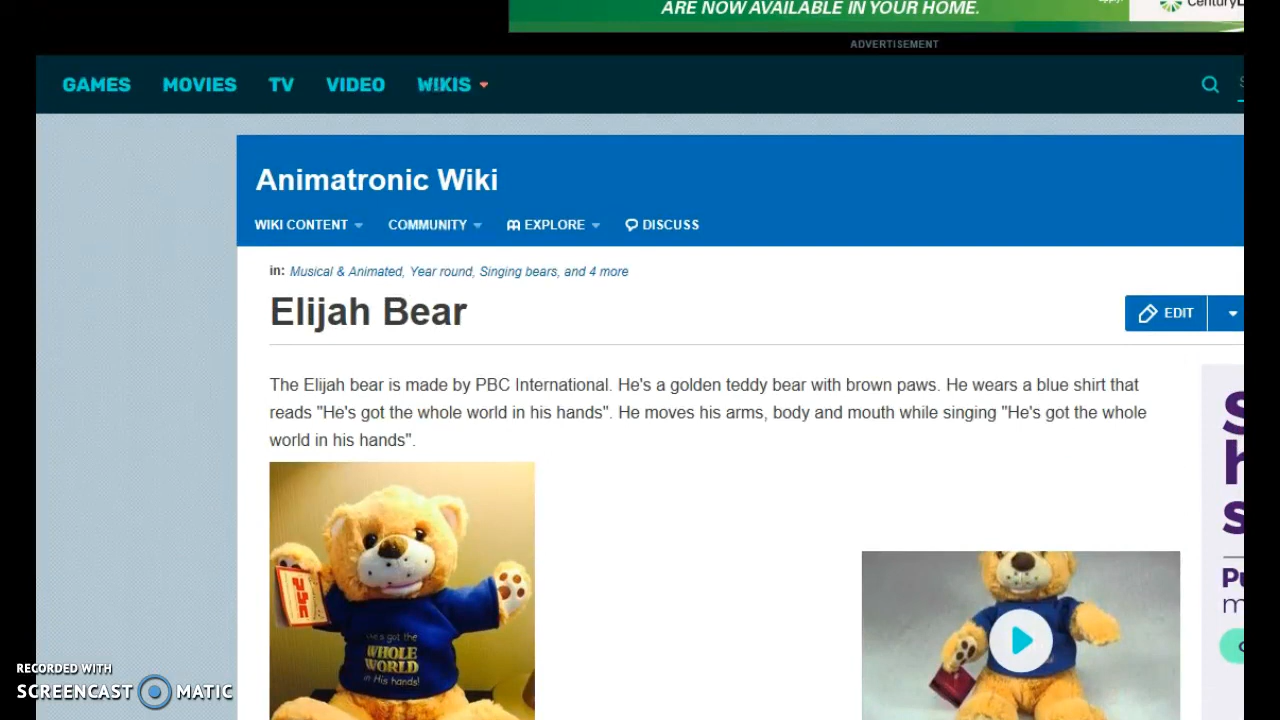 ARE NOW AVAILABLE IN YOUR HOME.
ADVERTISEMENT
GAMES MOVIES TV VIDEO WIKIS
Animatronic Wiki
WIKI CONTENT COMMUNITY EXPLORE DISCUSS
in: Musical & Animated, Year round, Singing bears, and 4 more
Elijah Bear
EDIT
The Elijah bear is made by PBC International. He's a golden teddy bear with brown paws. He wears a blue shirt that
reads "He's got the whole world in his hands". He moves his arms, body and mouth while singing "He's got the whole
world in his hands".
pbc
He's got the
WHOLE
WORLD
in His hands!
RECORDED WITH
SCREENCAST MATIC